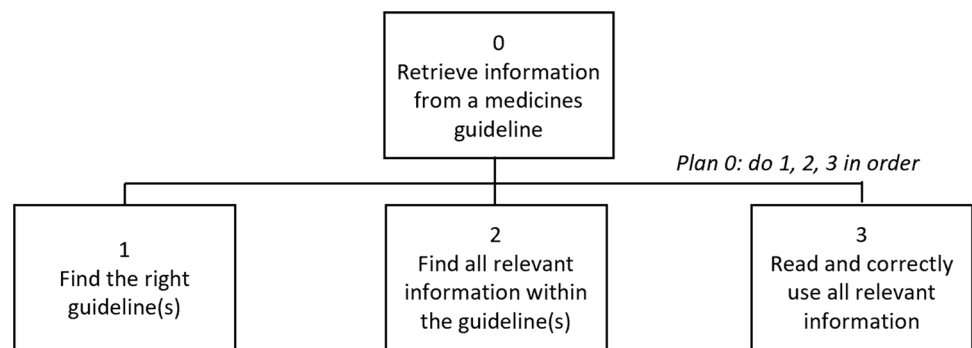 0
Retrieve information
from a medicines
guideline
Plan 0: do 1, 2, 3 in order
1
Find the right
guideline(s)
2
Find all relevant
information within
the guideline(s)
3
Read and correctly
use all relevant
information